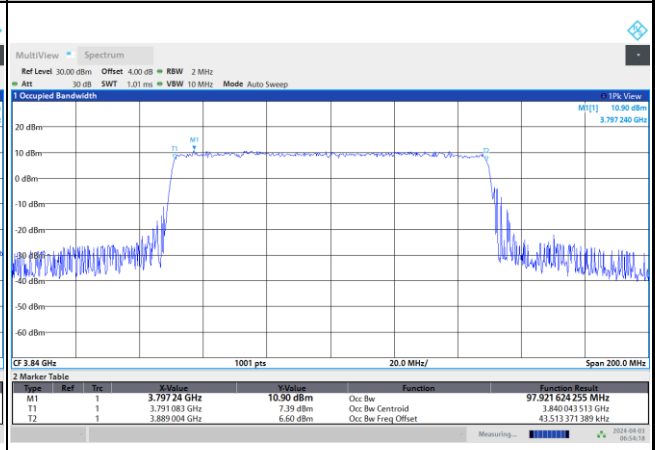 MultiView Spectrum
Ref Level 30.00 dBm Offset 4.00 dB RBW 2 MHz
Att 30 dB SWT 1.01 ms VBW 10 MHz Mode Auto Sweep
1 Occupied Bandwidth 1Pk View
M1[1] 10.90 dBm
3.797 240 GHz
20 dBm
M1
T1
T2
10 dBm
0 dBm
-10 dBm
-20 dBm
-30 dBm
-40 dBm
-50 dBm
-60 dBm
CF 3.84 GHz 1001 pts 20.0 MHz/ Span 200.0 MHz
2 Marker Table
Type Ref Trc X-Value Y-Value Function Function Result
M1 1 3.797 24 GHz 10.90 dBm Occ Bw 97.921 624 255 MHz
T1 1 3.791 083 GHz 7.39 dBm Occ Bw Centroid 3.840 043 513 GHz
T2 1 3.889 004 GHz 6.60 dBm Occ Bw Freq Offset 43.513 371 389 kHz
Measuring... 2024-04-03
06:54:18